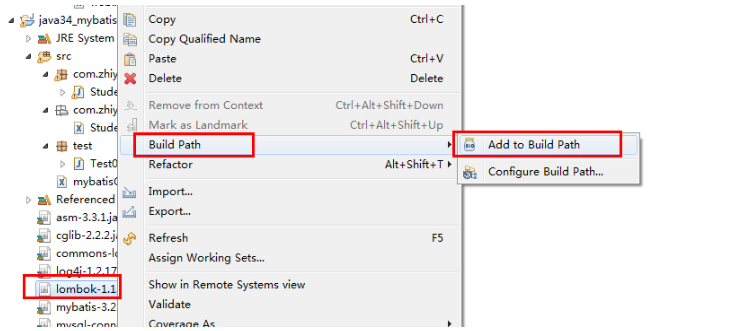 java34_mybatis
JRE System
src
com.zhiy
Stude
com.zhiy
Stude
test
Test0
mybatis
Referenced
asm-3.3.1.ja
cglib-2.2.2.j
commons-l
log4j-1.2.17
lombok-1.1
mybatis-3.2
mysql-conn
Copy Ctrl+C
Copy Qualified Name
Paste Ctrl+V
Delete Delete
Remove from Context Ctrl+Alt+Shift+Down
Mark as Landmark Ctrl+Alt+Shift+Up
Build Path
Refactor Alt+Shift+T
Import...
Export...
Refresh F5
Assign Working Sets...
Show in Remote Systems view
Validate
Coverage As
Add to Build Path
Configure Build Path...